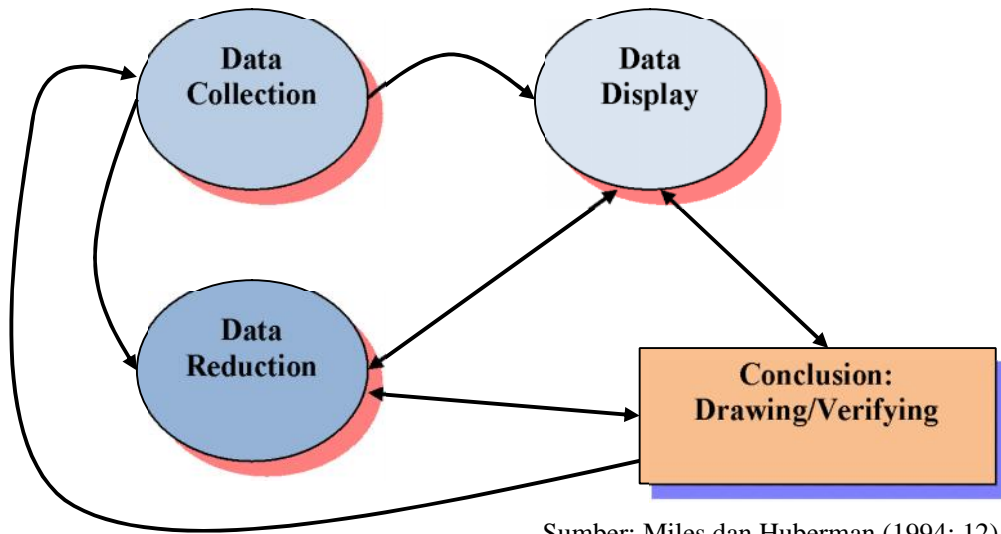 Data
Collection
Data
Display
Data
Reduction
Conclusion:
Drawing/Verifying
Sumber: Miles dan Huberman (1994: 12)